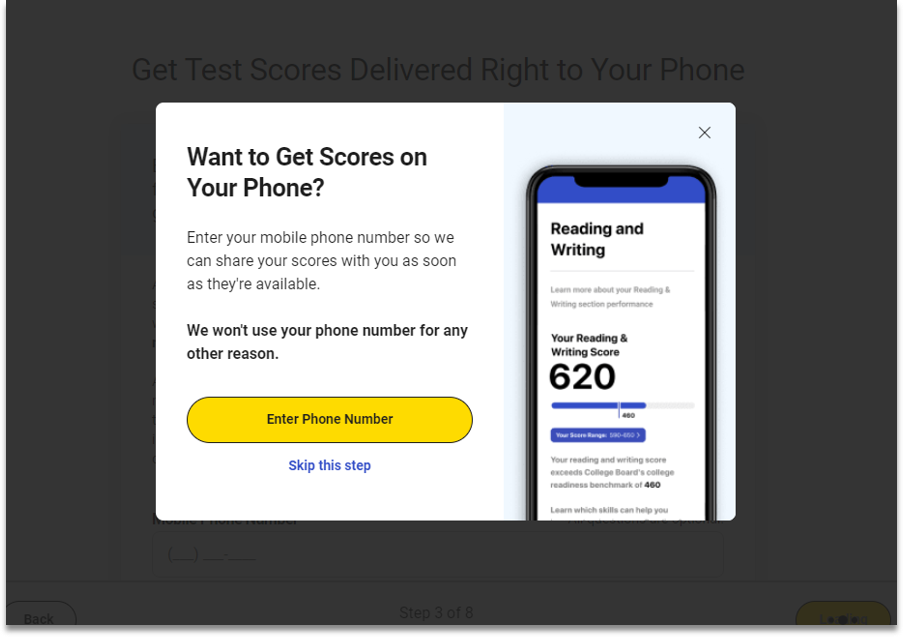 Get Test Scores Delivered Right to Your Phone
Want to Get Scores on
Your Phone?
Enter your mobile phone number so we
can share your scores with you as soon
as they're available.
We won't use your phone number for any
other reason.
Enter Phone Number
Skip this step
Reading and
Writing
Learn more about your Reading &
Writing section performance
Your Reading &
Writing Score
620
460
Your Score Range:
Your reading and writing score
exceeds College Board's college
readiness benchmark of 460
Learn which skills can help you
Mobile Phone Number
(___) ___-____
Back
Step 3 of 8